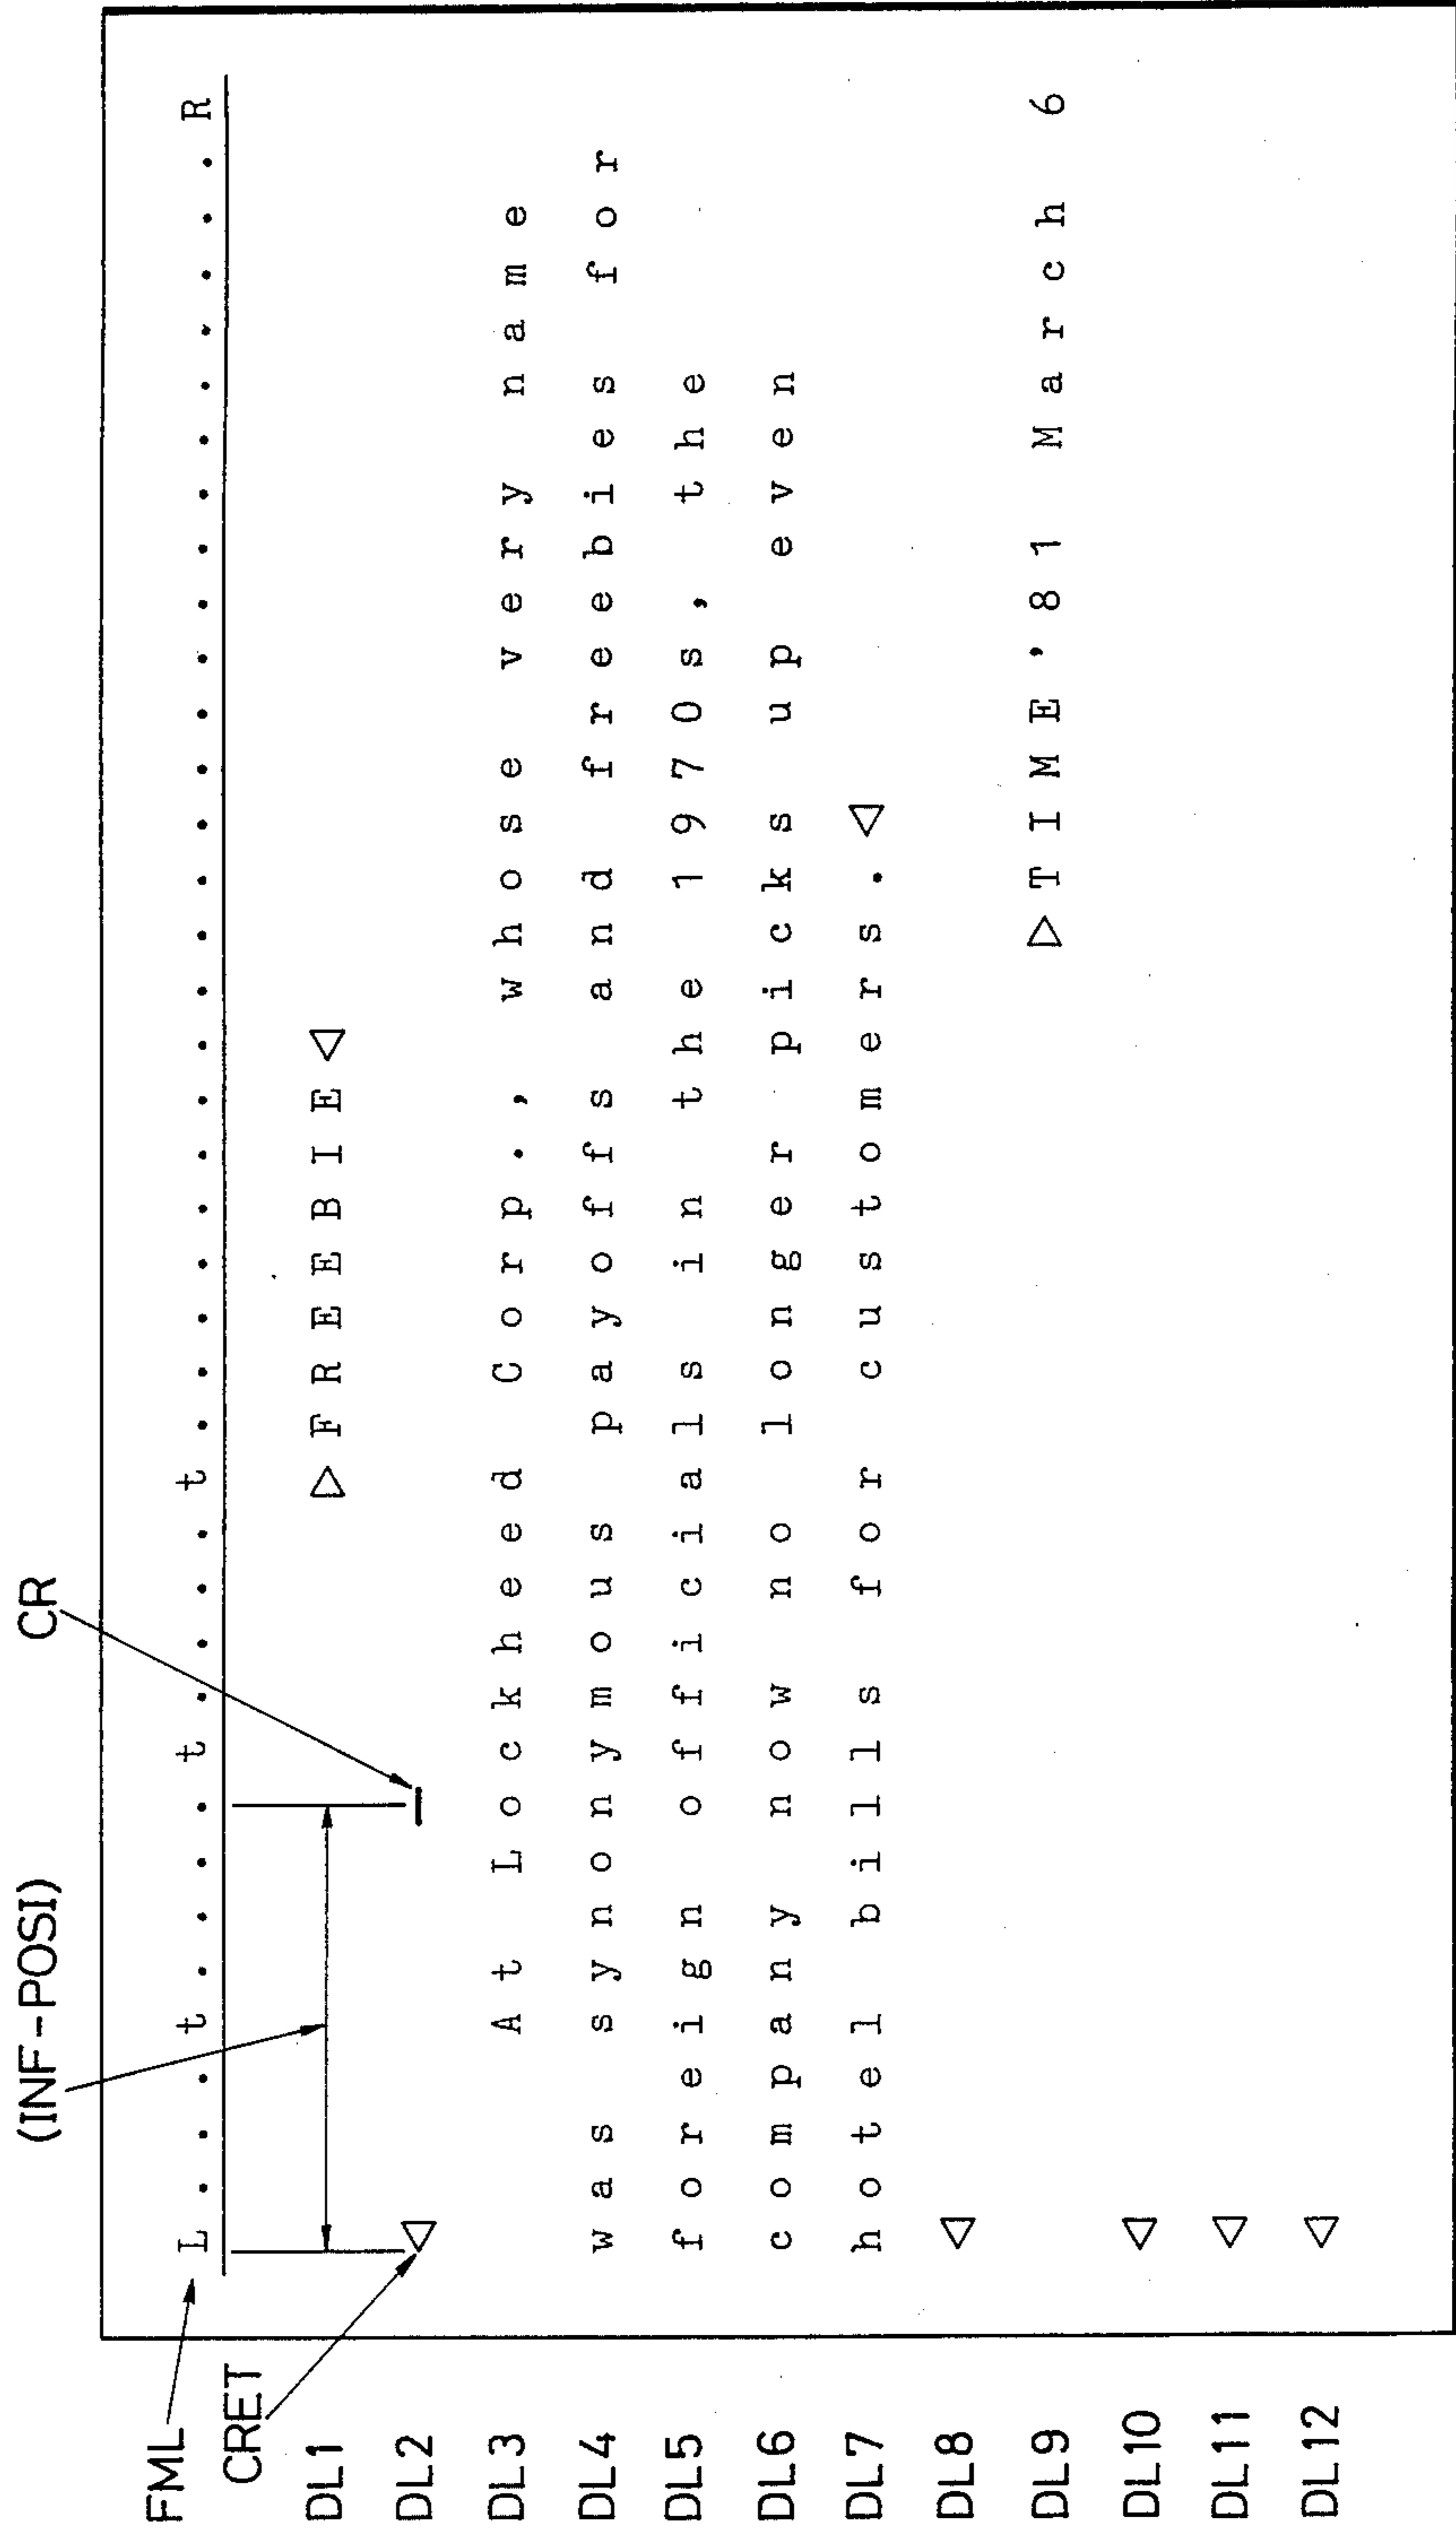 (INF-POSI) CR
FML L...t....t....t........................R
CRET
DL1 ▷FREEBIE◁
DL2 ◁
DL3 At Lockheed Corp., whose very name
DL4 was synonymous payoffs and freebies for
DL5 foreign officials in the 1970s, the
DL6 company now no longer picks up even
DL7 hotel bills for customers.◁
DL8 ◁
DL9 ▷TIME'81 March 6
DL10 ◁
DL11 ◁
DL12 ◁